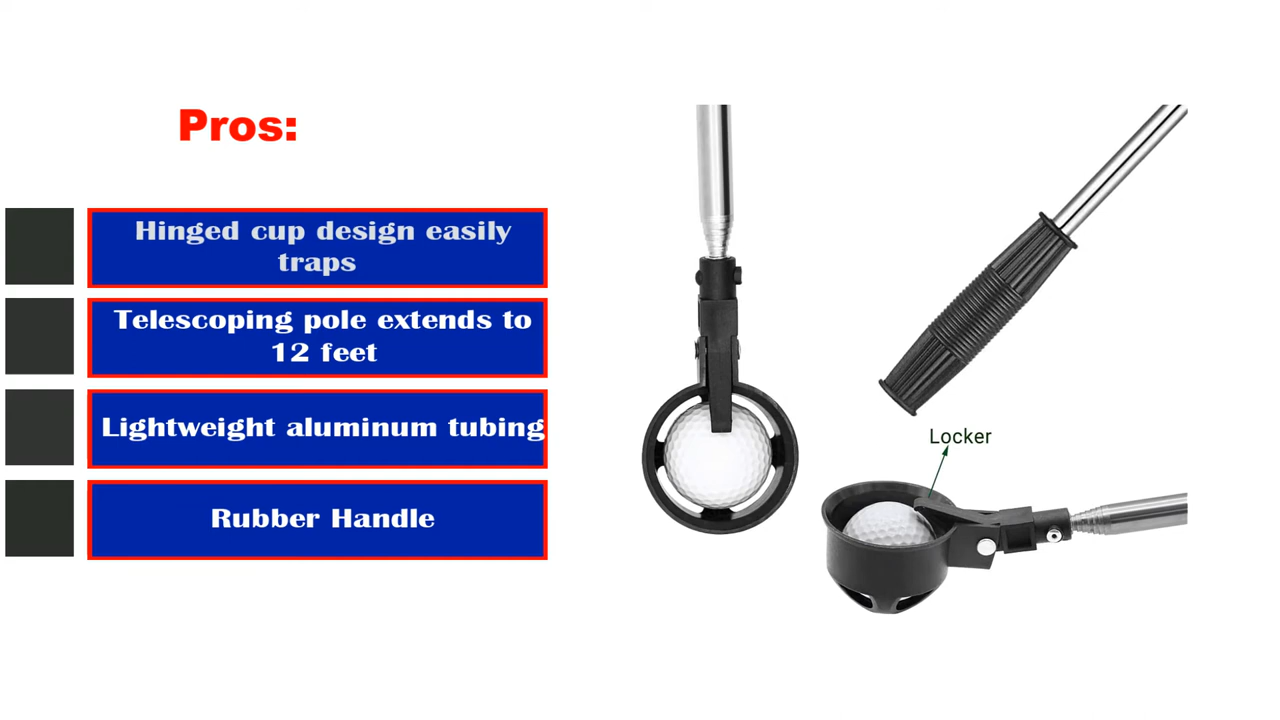 Pros:
Hinged cup design easily
traps
Telescoping pole extends to
12 feet
Lightweight aluminum tubing
Rubber Handle
Locker